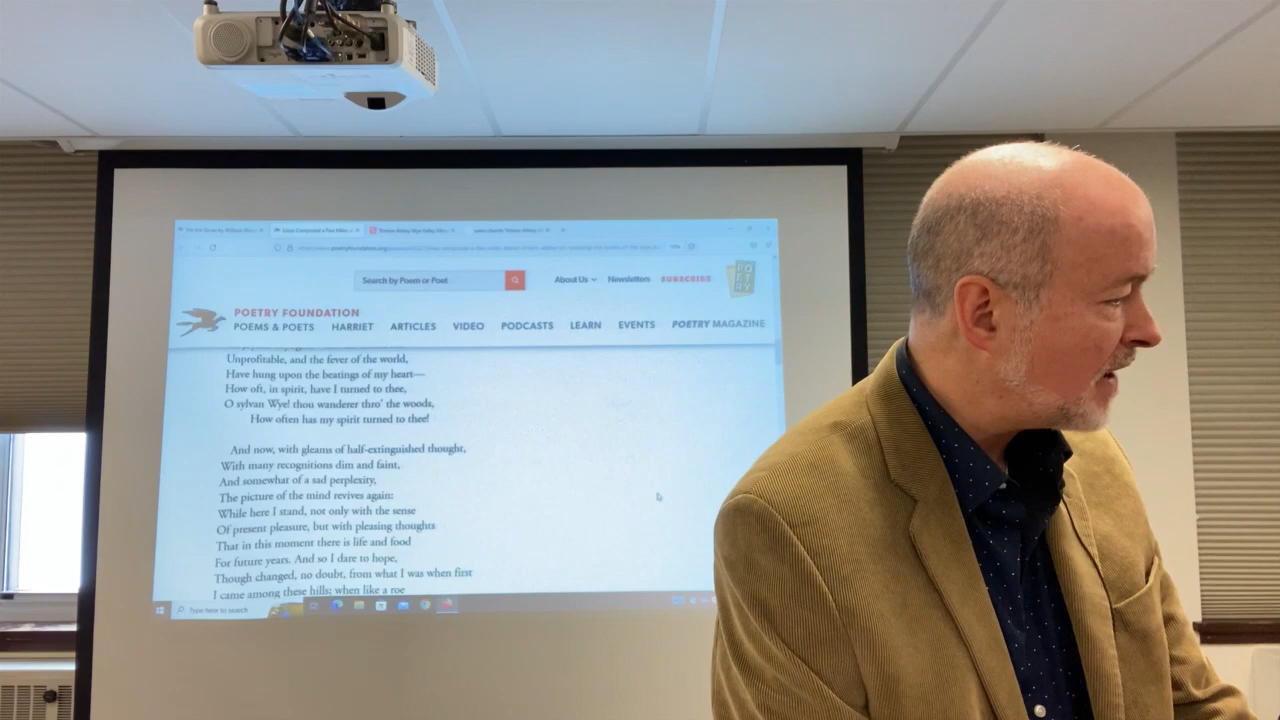 Lines Composed a Few Miles
Search by Poem or Poet
About Us
Newsletters
SUBSCRIBE
POETRY
POETRY FOUNDATION
POEMS & POETS
HARRIET
ARTICLES
VIDEO
PODCASTS
LEARN
EVENTS
POETRY MAGAZINE
Unprofitable, and the fever of the world,
Have hung upon the beatings of my heart—
How oft, in spirit, have I turned to thee,
O sylvan Wye! thou wanderer thro' the woods,
How often has my spirit turned to thee!
And now, with gleams of half-extinguished thought,
With many recognitions dim and faint,
And somewhat of a sad perplexity,
The picture of the mind revives again:
While here I stand, not only with the sense
Of present pleasure, but with pleasing thoughts
That in this moment there is life and food
For future years. And so I dare to hope,
Though changed, no doubt, from what I was when first
I came among these hills; when like a roe
Type here to search